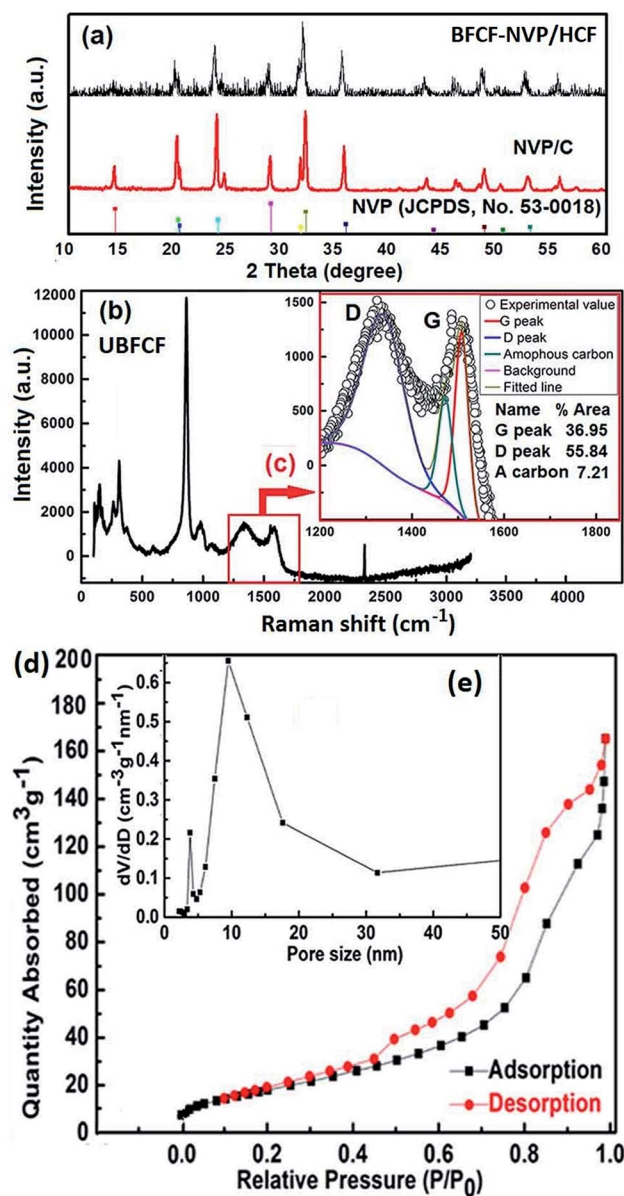 (a)
BFCF-NVP/HCF
NVP/C
NVP (JCPDS, No. 53-0018)
Intensity (a.u.)
10 15 20 25 30 35 40 45 50 55 60
2 Theta (degree)
(b)
UBFCF
Intensity (a.u.)
12000
10000
8000
6000
4000
2000
0
0 500 1000 1500 2000 2500 3000 3500 4000
Raman shift (cm-1)
(c)
1500
1250
1000
500
250
0
1200 1400 1600 1800
D
G
Experimental value
G peak
D peak
Amophous carbon
Background
Fitted line
Name % Area
G peak 36.95
D peak 55.84
A carbon 7.21
(d)
Quantity Absorbed (cm3g-1)
200
180
160
140
120
100
80
60
40
20
0
0.0 0.2 0.4 0.6 0.8 1.0
Relative Pressure (P/P0)
Adsorption
Desorption
(e)
dV/dD (cm-3g-1nm-1)
0.6
0.5
0.4
0.3
0.2
0.1
0.0
0 10 20 30 40 50
Pore size (nm)